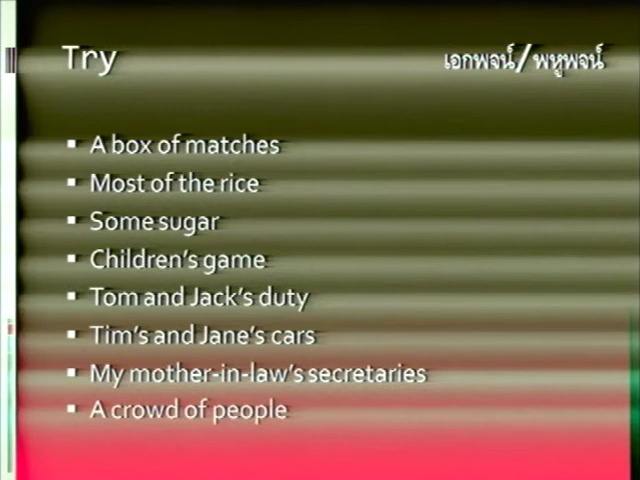 Try
เอกพจน์/พหูพจน์
A box of matches
Most of the rice
Some sugar
Children's game
Tom and Jack's duty
Tim's and Jane's cars
My mother-in-law's secretaries
A crowd of people